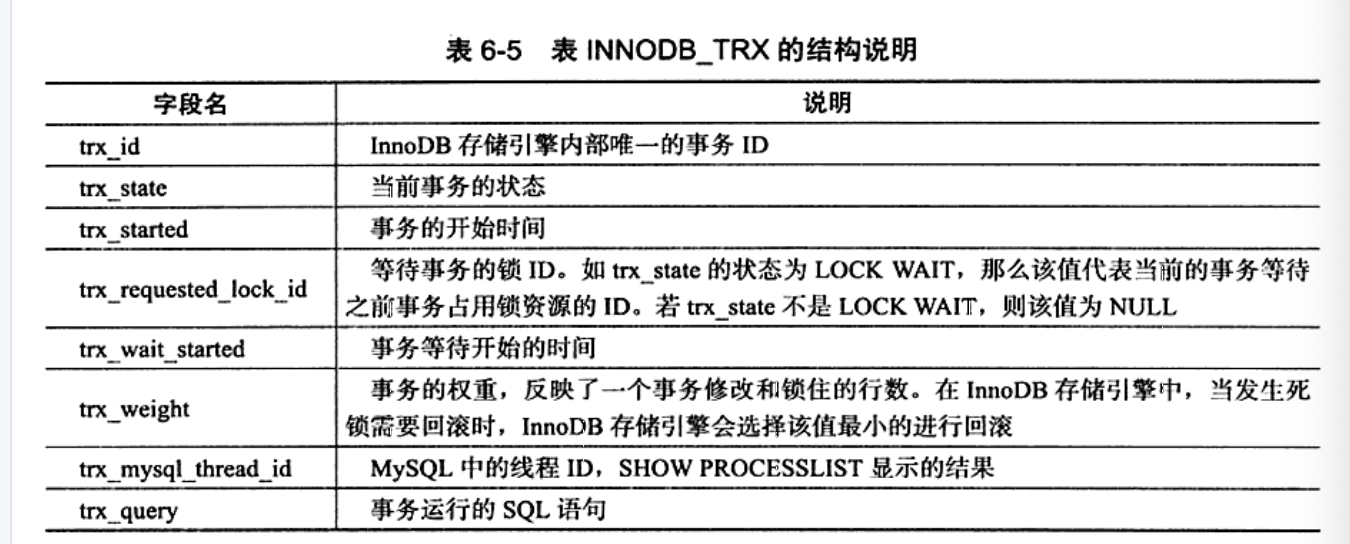 表 6-5 表 INNODB_TRX 的结构说明
字段名 说明
trx_id InnoDB 存储引擎内部唯一的事务 ID
trx_state 当前事务的状态
trx_started 事务的开始时间
trx_requested_lock_id 等待事务的锁 ID。如 trx_state 的状态为 LOCK WAIT，那么该值代表当前的事务等待
之前事务占用锁资源的 ID。若 trx_state 不是 LOCK WAIT，则该值为 NULL
trx_wait_started 事务等待开始的时间
trx_weight 事务的权重，反映了一个事务修改和锁住的行数。在 InnoDB 存储引擎中，当发生死
锁需要回滚时，InnoDB 存储引擎会选择该值最小的进行回滚
trx_mysql_thread_id MySQL 中的线程 ID，SHOW PROCESSLIST 显示的结果
trx_query 事务运行的 SQL 语句